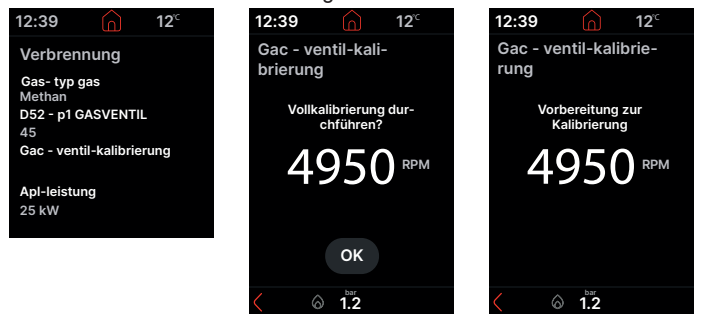 12:39
12°C
Verbrennung
Gas- typ gas
Methan
D52 - p1 GASVENTIL
45
Gac - ventil-kalibrierung
Apl-leistung
25 kW
12:39
12°C
Gac - ventil-kali-
brierung
Vollkalibrierung dur-
chführen?
4950 RPM
OK
bar
1.2
12:39
12°C
Gac - ventil-kalibrie-
rung
Vorbereitung zur
Kalibrierung
4950 RPM
bar
1.2